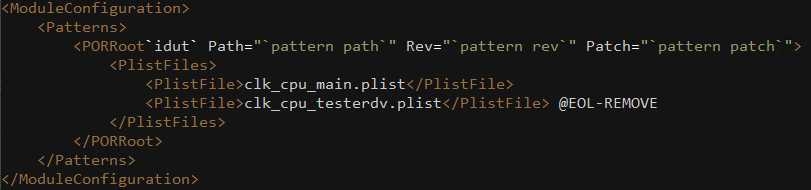 <ModuleConfiguration>
<Patterns>
<PORRoot`idut` Path="`pattern path`" Rev="`pattern rev`" Patch="`pattern patch`">
<PlistFiles>
<PlistFile>clk_cpu_main.plist</PlistFile>
<PlistFile>clk_cpu_testerdv.plist</PlistFile> @EOL-REMOVE
</PlistFiles>
</PORRoot>
</Patterns>
</ModuleConfiguration>